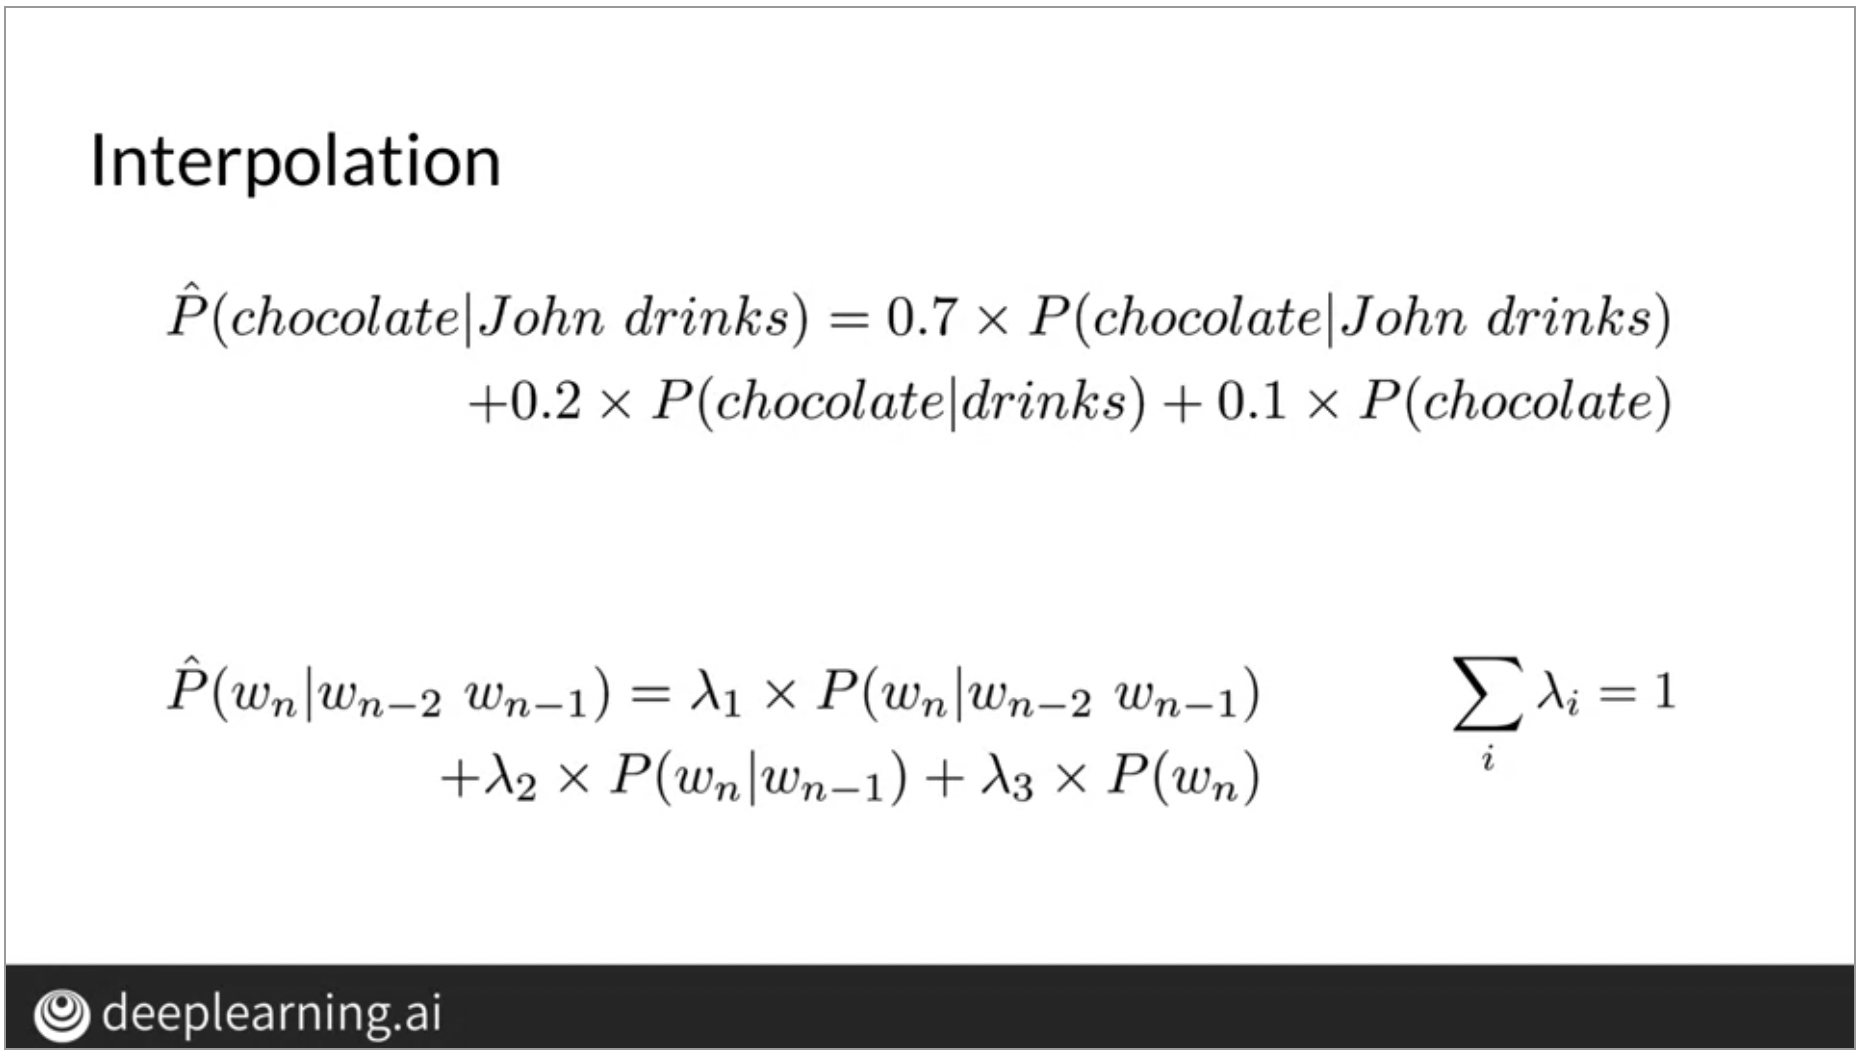 Interpolation
P̂(chocolate|John drinks) = 0.7 × P(chocolate|John drinks)
+0.2 × P(chocolate|drinks) + 0.1 × P(chocolate)
P̂(wₙ|wₙ₋₂ wₙ₋₁) = λ₁ × P(wₙ|wₙ₋₂ wₙ₋₁)
+λ₂ × P(wₙ|wₙ₋₁) + λ₃ × P(wₙ)
∑ᵢ λᵢ = 1
deeplearning.ai